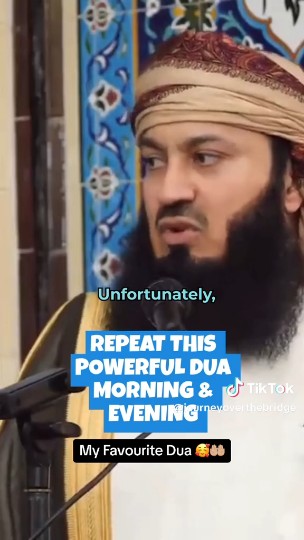 Unfortunately,
REPEAT THIS
POWERFUL DUA
MORNING &
EVENING
TikTok
My Favourite Dua 🥰🤲🏼